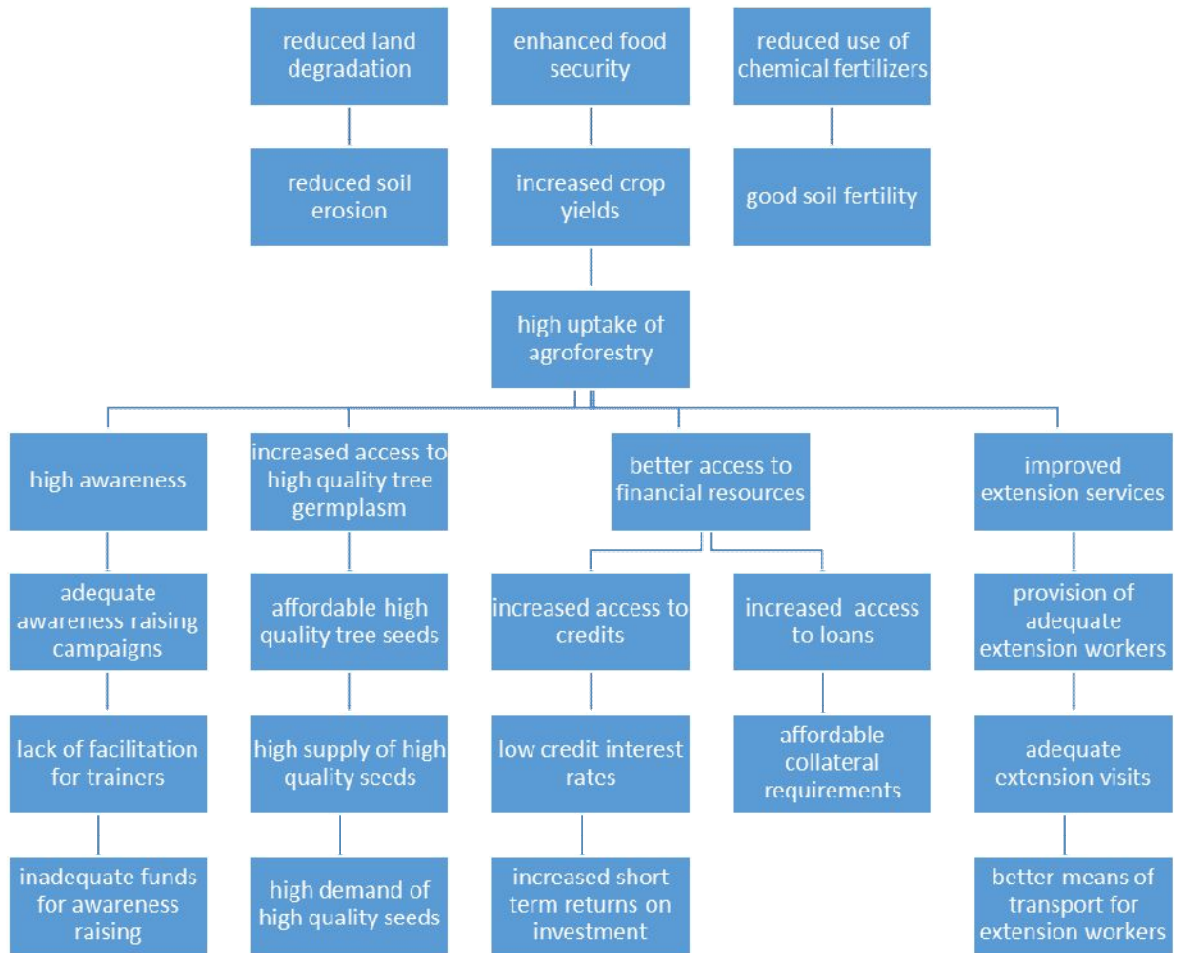 reduced land
degradation
enhanced food
security
reduced use of
chemical fertilizers
reduced soil
erosion
increased crop
yields
good soil fertility
high uptake of
agroforestry
high awareness
increased access to
high quality tree
germplasm
better access to
financial resources
improved
extension services
adequate
awareness raising
campaigns
affordable high
quality tree seeds
increased access to
credits
increased access
to loans
provision of
adequate
extension workers
lack of facilitation
for trainers
high supply of high
quality seeds
low credit interest
rates
affordable
collateral
requirements
adequate
extension visits
inadequate funds
for awareness
raising
high demand of
high quality seeds
increased short
term returns on
investment
better means of
transport for
extension workers